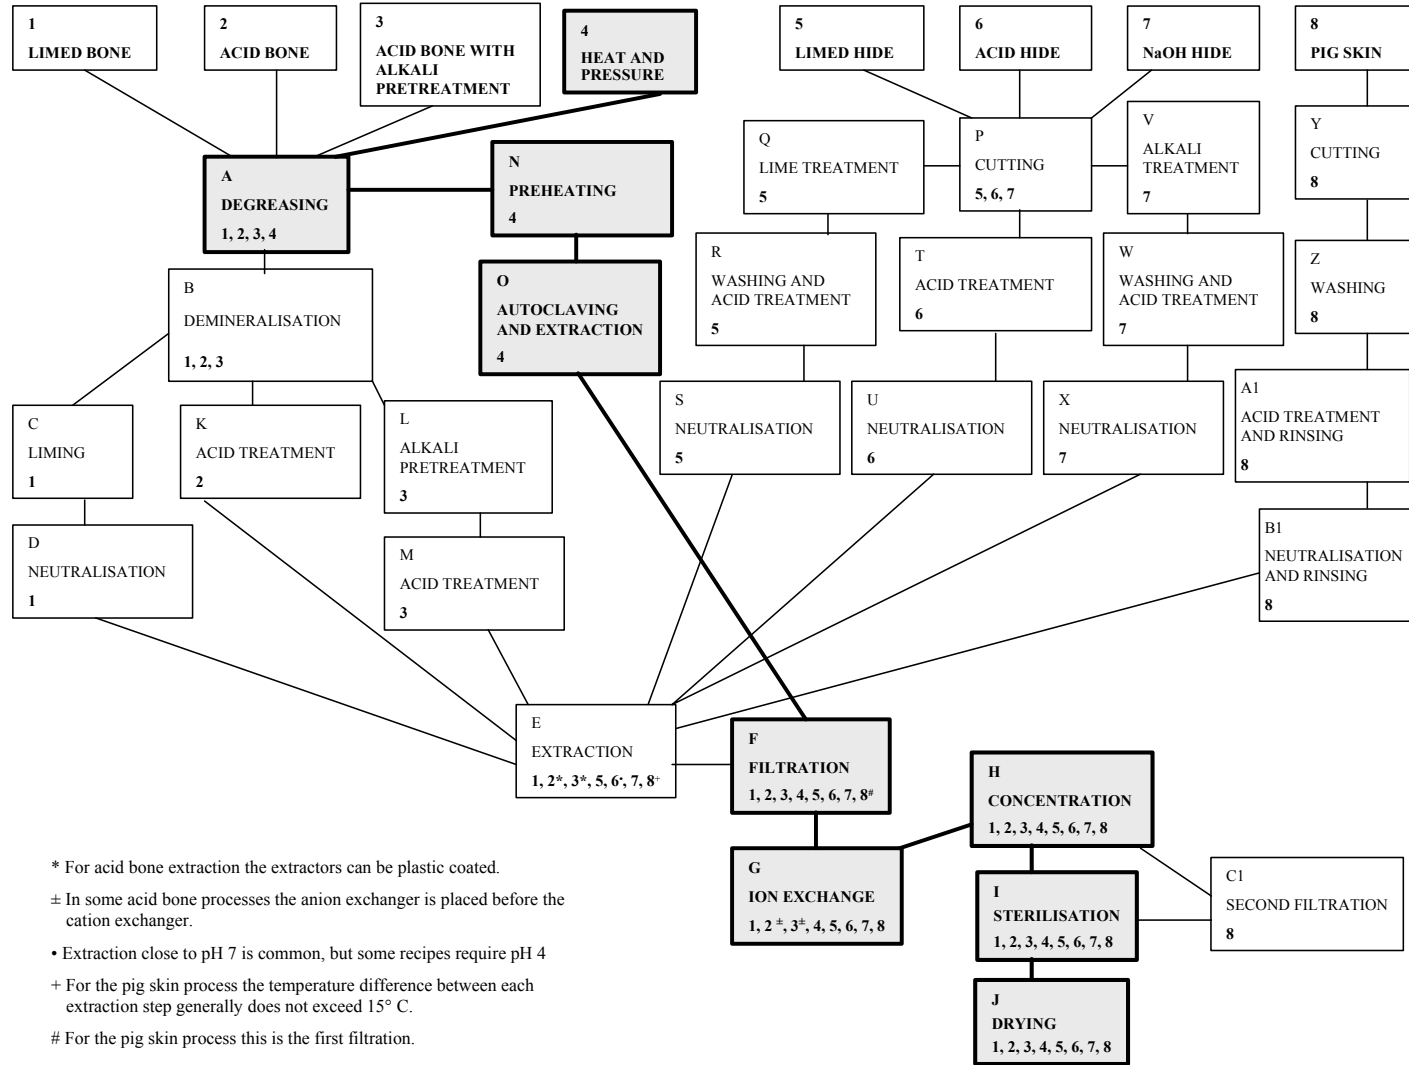 1
LIMED BONE
2
ACID BONE
3
ACID BONE WITH
ALKALI
PRETREATMENT
4
HEAT AND
PRESSURE
5
LIMED HIDE
6
ACID HIDE
7
NaOH HIDE
8
PIG SKIN
A
DEGREASING
1, 2, 3, 4
N
PREHEATING
4
Q
LIME TREATMENT
5
P
CUTTING
5, 6, 7
V
ALKALI
TREATMENT
7
Y
CUTTING
8
B
DEMINERALISATION
1, 2, 3
O
AUTOCLAVING
AND EXTRACTION
4
R
WASHING AND
ACID TREATMENT
5
T
ACID TREATMENT
6
W
WASHING AND
ACID TREATMENT
7
Z
WASHING
8
C
LIMING
1
K
ACID TREATMENT
2
L
ALKALI
PRETREATMENT
3
S
NEUTRALISATION
5
U
NEUTRALISATION
6
X
NEUTRALISATION
7
A1
ACID TREATMENT
AND RINSING
8
D
NEUTRALISATION
1
M
ACID TREATMENT
3
B1
NEUTRALISATION
AND RINSING
8
E
EXTRACTION
1, 2*, 3*, 5, 6•, 7, 8+
F
FILTRATION
1, 2, 3, 4, 5, 6, 7, 8#
H
CONCENTRATION
1, 2, 3, 4, 5, 6, 7, 8
G
ION EXCHANGE
1, 2 ±, 3±, 4, 5, 6, 7, 8
I
STERILISATION
1, 2, 3, 4, 5, 6, 7, 8
C1
SECOND FILTRATION
8
J
DRYING
1, 2, 3, 4, 5, 6, 7, 8
* For acid bone extraction the extractors can be plastic coated.
± In some acid bone processes the anion exchanger is placed before the
cation exchanger.
• Extraction close to pH 7 is common, but some recipes require pH 4
+ For the pig skin process the temperature difference between each
extraction step generally does not exceed 15° C.
# For the pig skin process this is the first filtration.